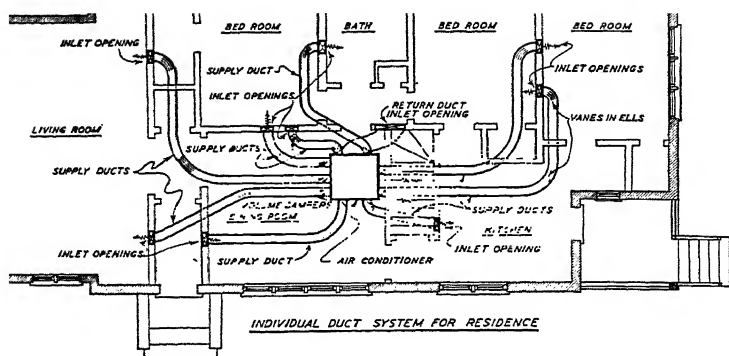 BED ROOM
BATH
BED ROOM
BED ROOM
INLET OPENING
SUPPLY DUCT
INLET OPENINGS
INLET OPENINGS
RETURN DUCT
INLET OPENING
LIVING ROOM
VANES IN ELLS
SUPPLY DUCTS
SUPPLY DUCTS
VOLUME DAMPERS
ROOM
SUPPLY DUCTS
KITCHEN
INLET OPENINGS
INLET OPENING
SUPPLY DUCT
AIR CONDITIONER
INDIVIDUAL DUCT SYSTEM FOR RESIDENCE